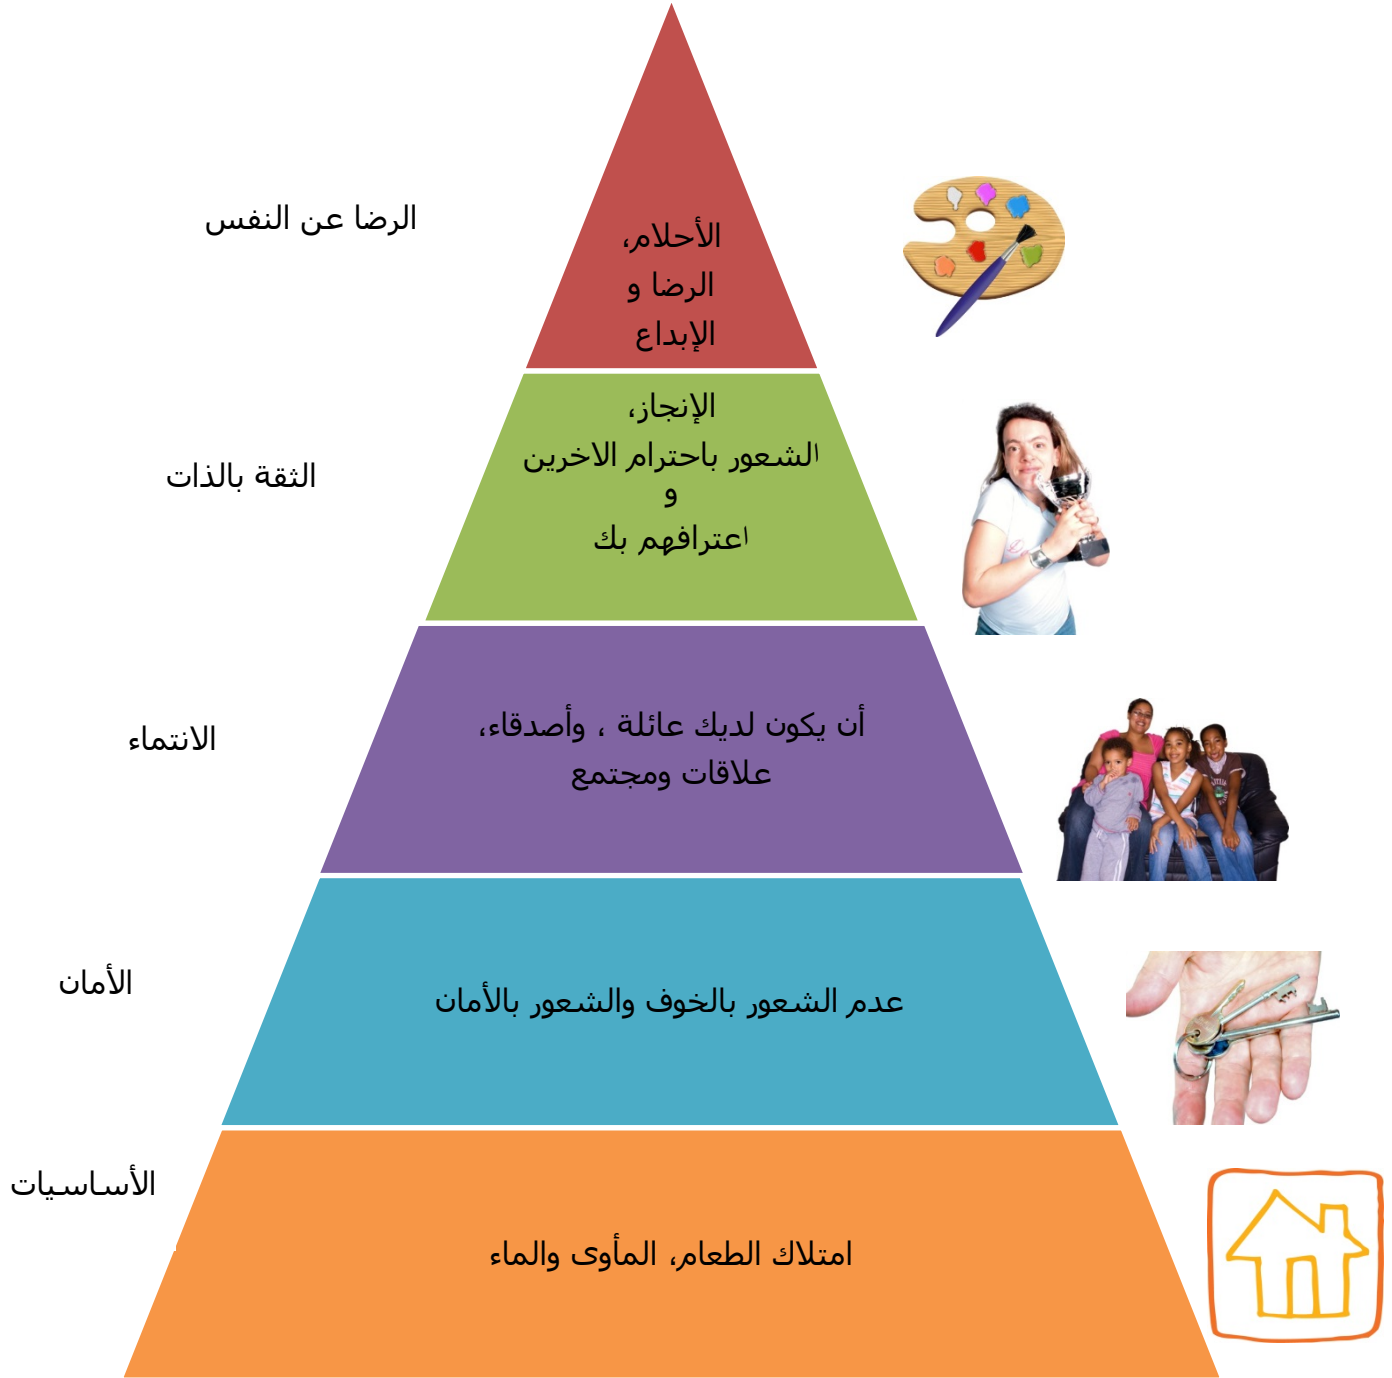 الرضا عن النفس
الأحلام،
الرضا و
الإبداع
الثقة بالذات
الإنجاز،
الشعور باحترام الاخرين
و
اعترافهم بك
الانتماء
أن يكون لديك عائلة ، وأصدقاء،
علاقات ومجتمع
الأمان
عدم الشعور بالخوف والشعور بالأمان
الأساسيات
امتلاك الطعام، المأوى والماء